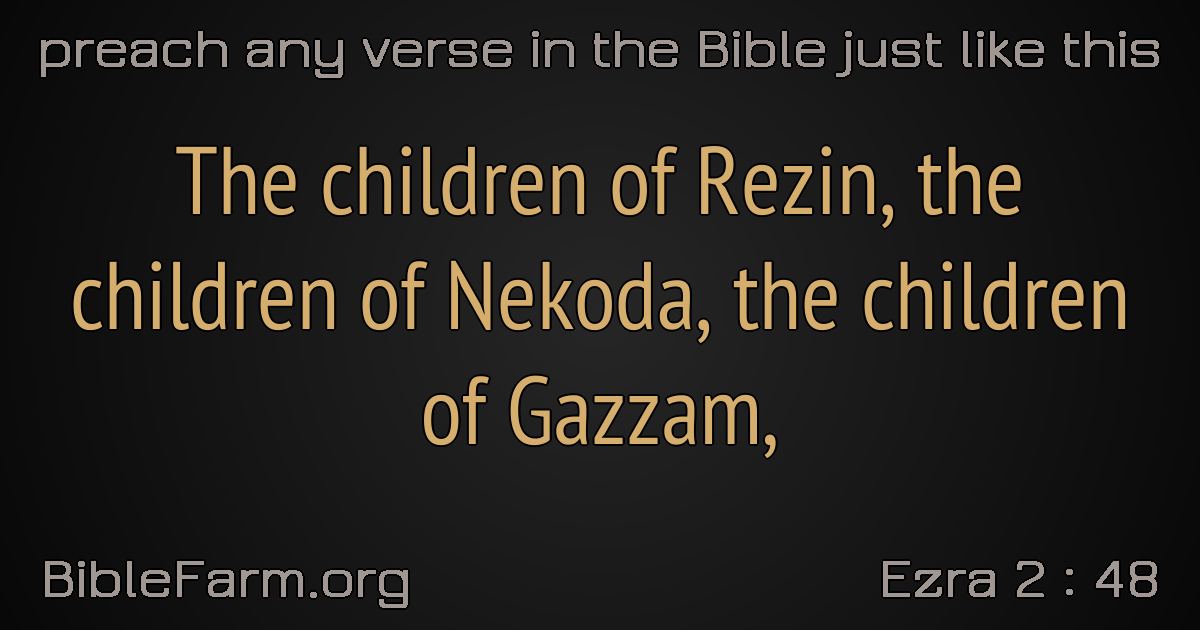 preach any verse in the Bible just like this
The children of Rezin, the
children of Nekoda, the children
of Gazzam,
BibleFarm.org
Ezra 2 : 48